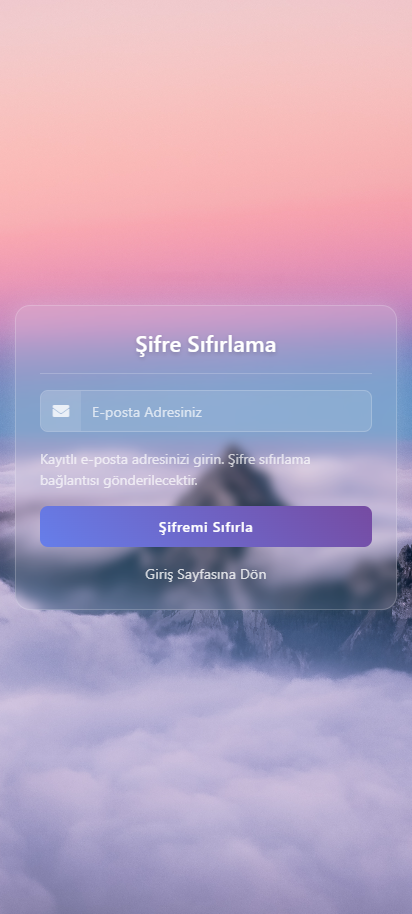 Şifre Sıfırlama
E-posta Adresiniz
Kayıtlı e-posta adresinizi girin. Şifre sıfırlama
bağlantısı gönderilecektir.
Şifremi Sıfırla
Giriş Sayfasına Dön